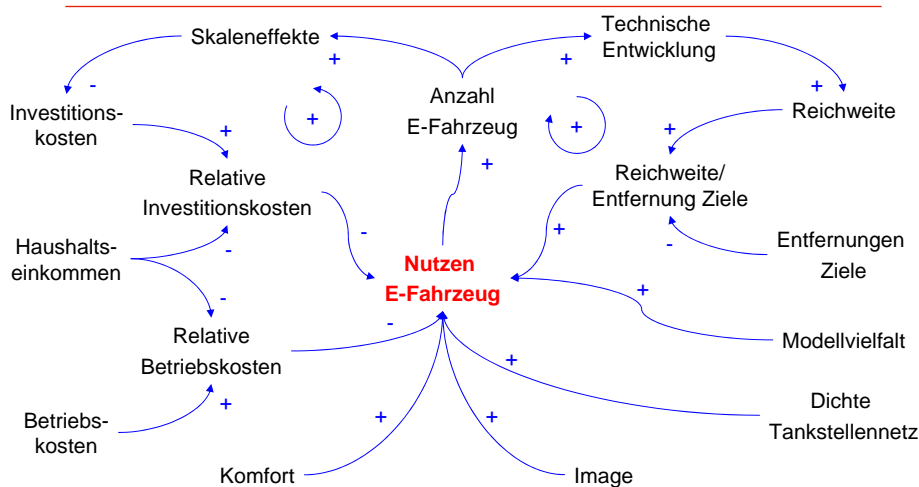 Skaleneffekte
+
Technische
Entwicklung
+
-
Investitions-
kosten
+
+
Anzahl
E-Fahrzeug
+
+
Reichweite
+
+
Relative
Investitionskosten
+
Reichweite/
Entfernung Ziele
Haushalts-
einkommen
-
-
+
-
Entfernungen
Ziele
Nutzen
E-Fahrzeug
-
-
+
Relative
Betriebskosten
Modellvielfalt
+
+
Betriebs-
kosten
+
+
Dichte
Tankstellennetz
Komfort
Image